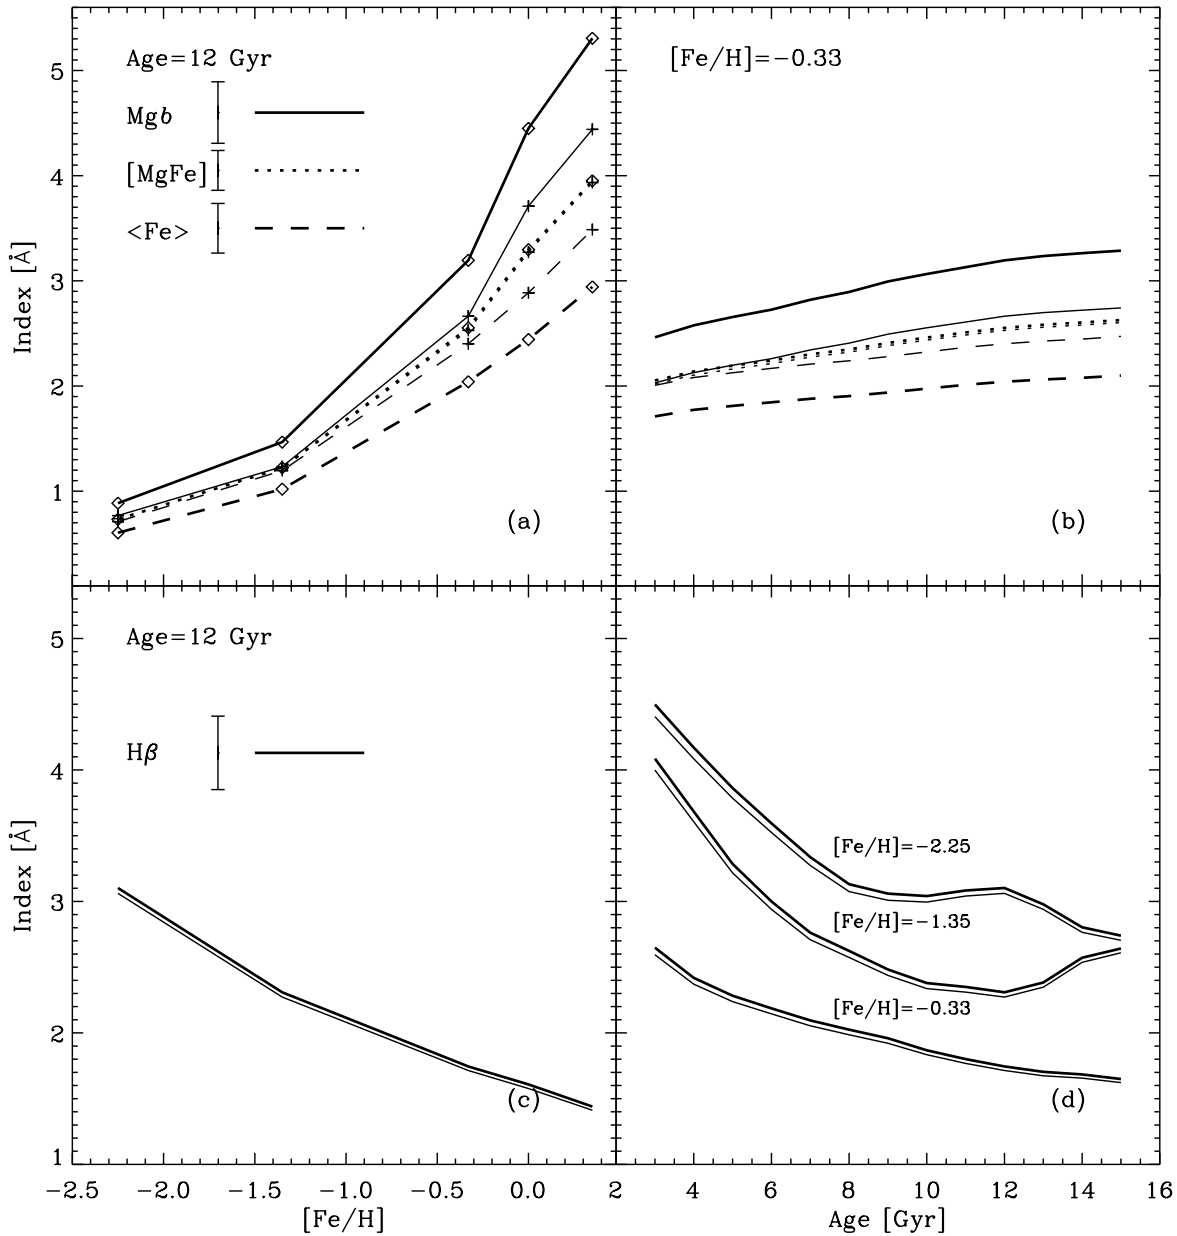 Age=12 Gyr
Mgb
[MgFe]
<Fe>
5
4
3
2
1
Index [Å]
(a)
[Fe/H]=−0.33
(b)
Age=12 Gyr
Hβ
5
4
3
2
1
Index [Å]
(c)
[Fe/H]=−2.25
[Fe/H]=−1.35
[Fe/H]=−0.33
(d)
−2.5 −2.0 −1.5 −1.0 −0.5 0.0
[Fe/H]
2 4 6 8 10 12 14 16
Age [Gyr]